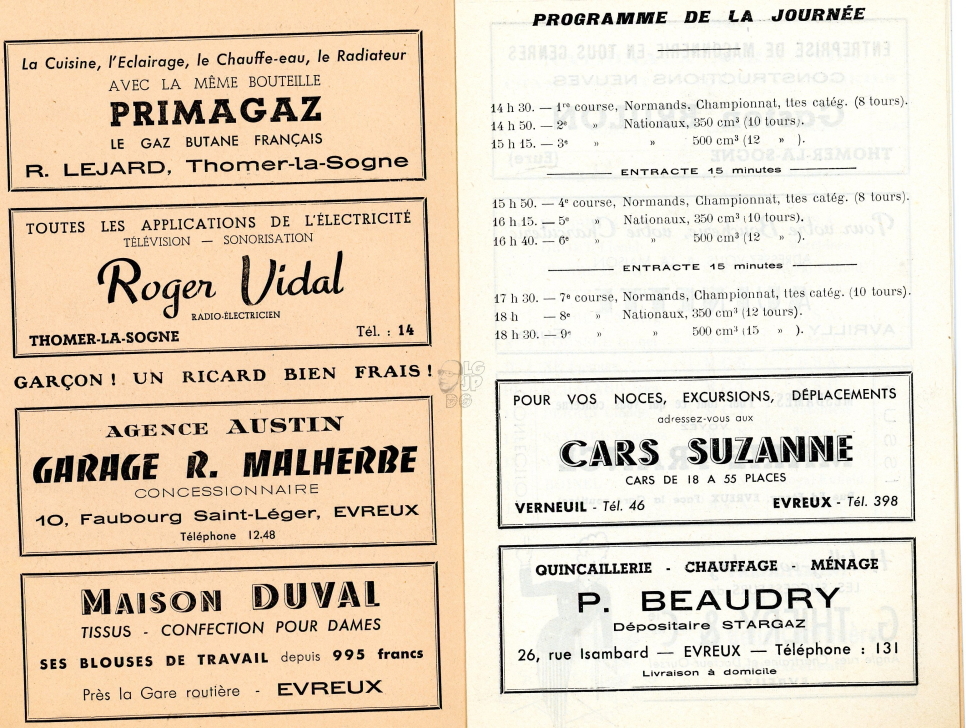 La Cuisine, l'Eclairage, le Chauffe-eau, le Radiateur
AVEC LA MÊME BOUTEILLE
PRIMAGAZ
LE GAZ BUTANE FRANÇAIS
R. LEJARD, Thomer-la-Sogne
TOUTES LES APPLICATIONS DE L'ÉLECTRICITÉ
TÉLÉVISION — SONORISATION
Roger Vidal
RADIO-ÉLECTRICIEN
THOMER-LA-SOGNE Tél. : 14
GARÇON ! UN RICARD BIEN FRAIS !
AGENCE AUSTIN
GARAGE R. MALHERBE
CONCESSIONNAIRE
10, Faubourg Saint-Léger, EVREUX
Téléphone 12.48
MAISON DUVAL
TISSUS - CONFECTION POUR DAMES
SES BLOUSES DE TRAVAIL depuis 995 francs
Près la Gare routière - EVREUX
PROGRAMME DE LA JOURNÉE
14 h 30. — 1re course, Normands, Championnat, ttes catég. (8 tours).
14 h 50. — 2e » Nationaux, 350 cm³ (10 tours).
15 h 15. — 3e » » 500 cm³ (12 » ).
ENTRACTE 15 minutes
15 h 50. — 4e course, Normands, Championnat, ttes catég. (8 tours).
16 h 15. — 5e » Nationaux, 350 cm³ (10 tours).
16 h 40. — 6e » » 500 cm³ (12 » ).
ENTRACTE 15 minutes
17 h 30. — 7e course, Normands, Championnat, ttes catég. (10 tours).
18 h — 8e » Nationaux, 350 cm³ (12 tours).
18 h 30. — 9e » » 500 cm³ (15 » ).
POUR VOS NOCES, EXCURSIONS, DÉPLACEMENTS
adressez-vous aux
CARS SUZANNE
CARS DE 18 A 55 PLACES
VERNEUIL - Tél. 46 EVREUX - Tél. 398
QUINCAILLERIE - CHAUFFAGE - MÉNAGE
P. BEAUDRY
Dépositaire STARGAZ
26, rue Isambard — EVREUX — Téléphone : 131
Livraison à domicile